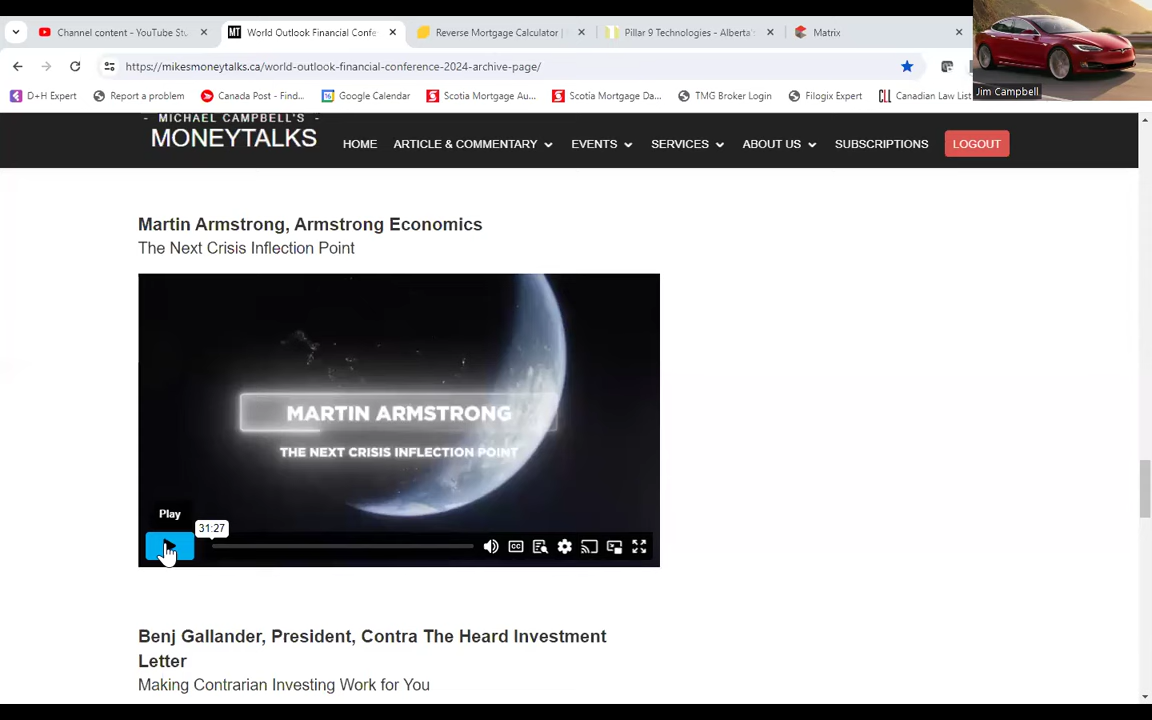 Channel content - YouTube Stu
World Outlook Financial Confe
Reverse Mortgage Calculator |
Pillar 9 Technologies - Alberta's
Matrix
https://mikesmoneytalks.ca/world-outlook-financial-conference-2024-archive-page/
D+H Expert
Report a problem
Canada Post - Find...
Google Calendar
Scotia Mortgage Au...
Scotia Mortgage Da...
TMG Broker Login
Filogix Expert
Canadian Law List
Jim Campbell
- MICHAEL CAMPBELL'S -
MONEYTALKS
HOME
ARTICLE & COMMENTARY
EVENTS
SERVICES
ABOUT US
SUBSCRIPTIONS
LOGOUT
Martin Armstrong, Armstrong Economics
The Next Crisis Inflection Point
MARTIN ARMSTRONG
THE NEXT CRISIS INFLECTION POINT
Play
31:27
CC
Benj Gallander, President, Contra The Heard Investment
Letter
Making Contrarian Investing Work for You